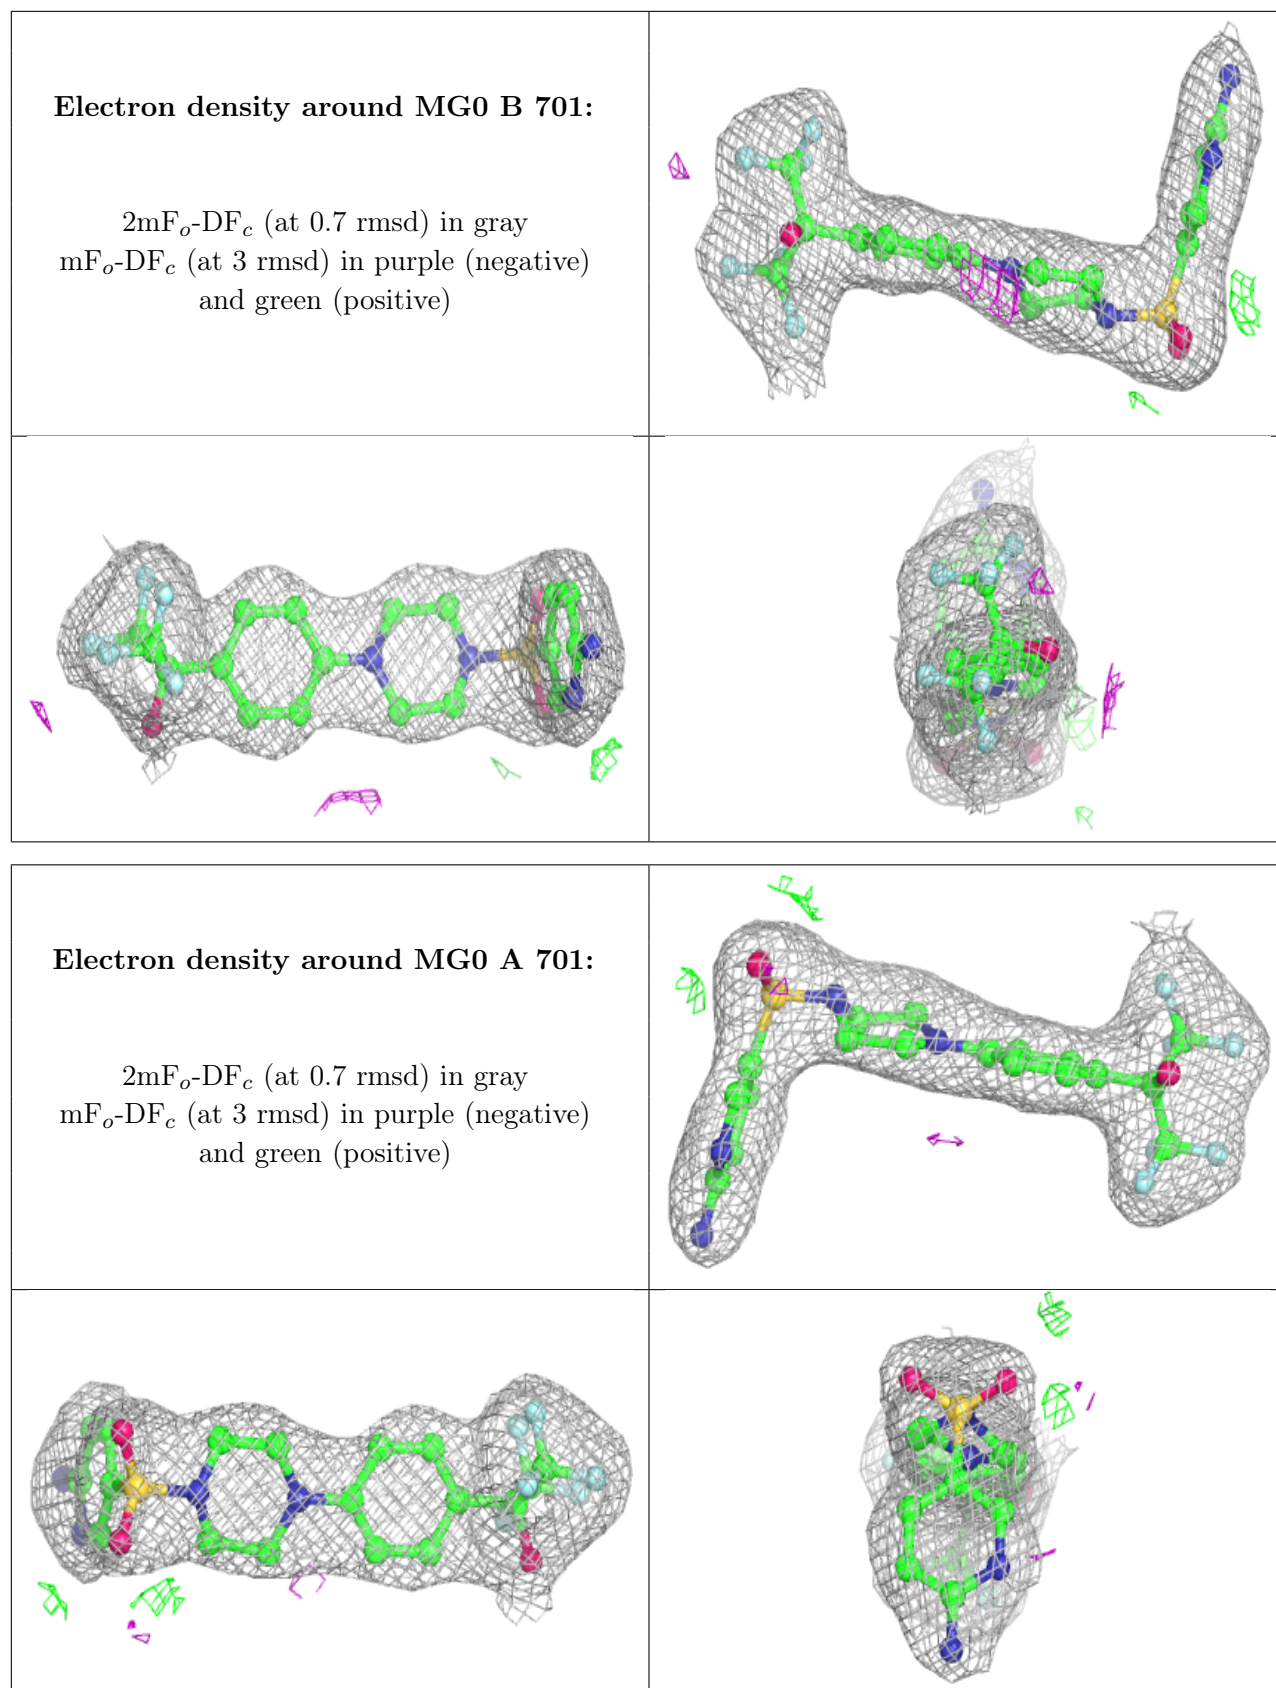 Electron density around MG0 B 701:
2mFo-DFc (at 0.7 rmsd) in gray
mFo-DFc (at 3 rmsd) in purple (negative)
and green (positive)
Electron density around MG0 A 701:
2mFo-DFc (at 0.7 rmsd) in gray
mFo-DFc (at 3 rmsd) in purple (negative)
and green (positive)